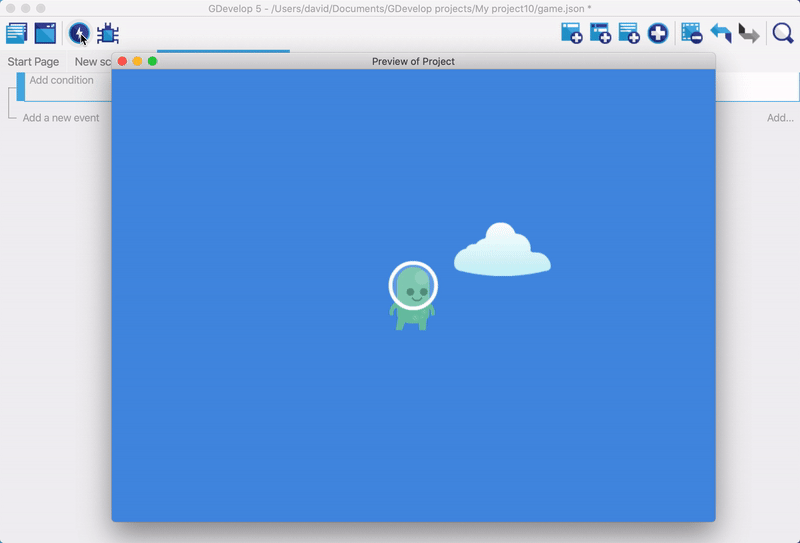 GDevelop 5 - /Users/david/Documents/GDevelop projects/My project10/game.json *
Start Page New sc
Preview of Project
Add condition
Add a new event
Add...